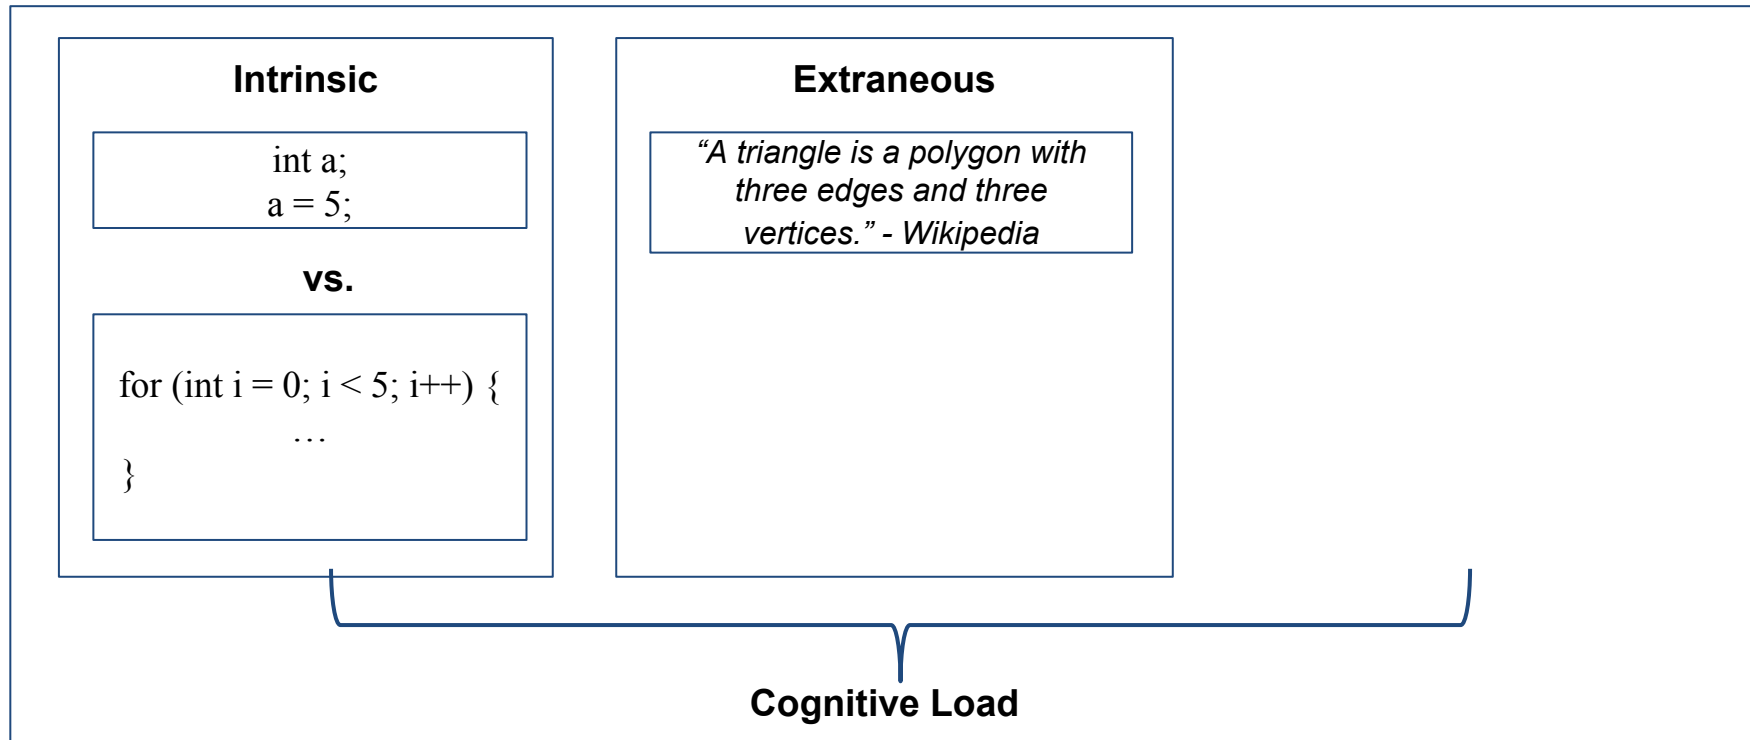 Intrinsic
int a;
a = 5;
vs.
for (int i = 0; i < 5; i++) {
…
}
Extraneous
“A triangle is a polygon with
three edges and three
vertices.” - Wikipedia
Cognitive Load